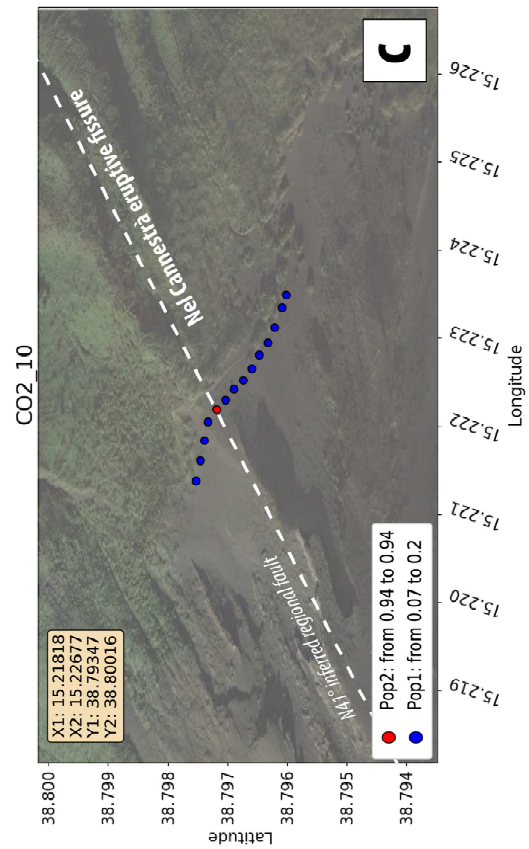 CO2_10
X1: 15.21818
X2: 15.22677
Y1: 38.79347
Y2: 38.80016
C
Nel Cannestrà eruptive fissure
N41° inferred regional fault
Pop2: from 0.94 to 0.94
Pop1: from 0.07 to 0.2
Latitude
38.800
38.799
38.798
38.797
38.796
38.795
38.794
15.219
15.220
15.221
15.222
15.223
15.224
15.225
15.226
Longitude